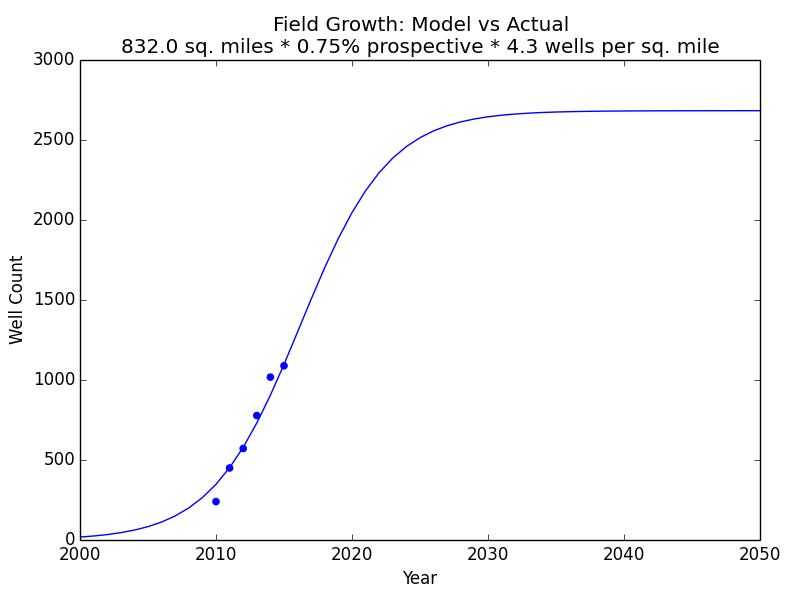 Field Growth: Model vs Actual
832.0 sq. miles * 0.75% prospective * 4.3 wells per sq. mile
3000
2500
2000
1500
1000
500
0
Well Count
2000 2010 2020 2030 2040 2050
Year